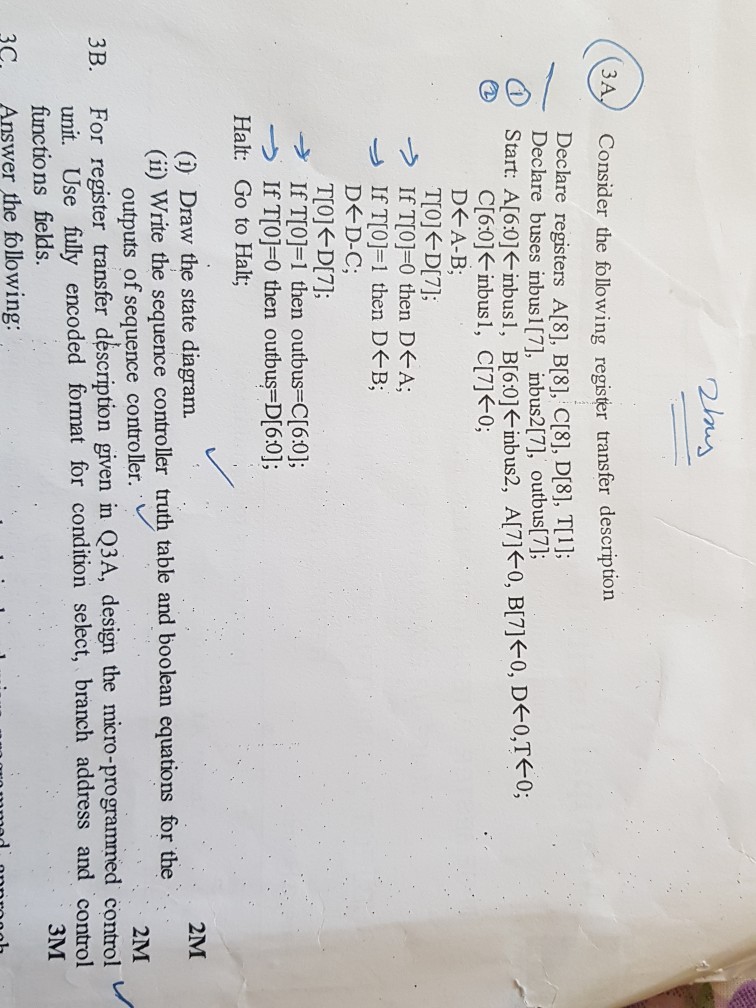 2bus
3A. Consider the following register transfer description
Declare registers A[8], B[8], C[8], D[8], T[1];
Declare buses inbus1[7], inbus2[7], outbus[7];
① Start: A[6:0]←inbus1, B[6:0]←inbus2, A[7]←0, B[7]←0, D←0,T←0;
② C[6:0]←inbus1, C[7]←0;
D←A-B;
T[0]←D[7];
→ If T[0]=0 then D←A;
→ If T[0]=1 then D←B;
D←D-C;
T[0]←D[7];
→ If T[0]=1 then outbus=C[6:0];
→ If T[0]=0 then outbus=D[6:0];
Halt: Go to Halt;
(i) Draw the state diagram. 2M
(ii) Write the sequence controller truth table and boolean equations for the
outputs of sequence controller. 2M
3B. For register transfer description given in Q3A, design the micro-programmed control
unit. Use fully encoded format for condition select, branch address and control
functions fields. 3M
3C. Answer the following: